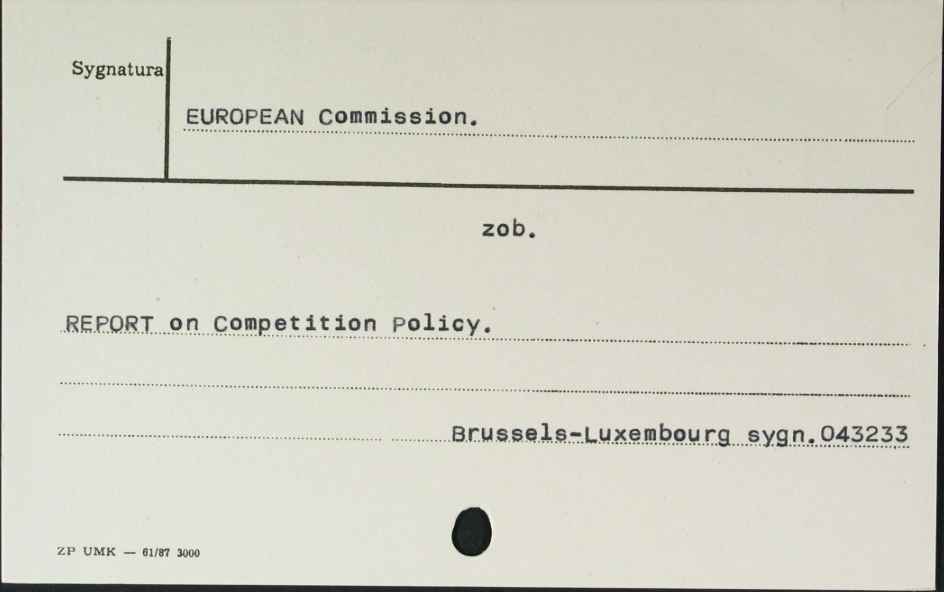 Sygnatura
EUROPEAN Commission.
zob.
REPORT on Competition Policy.
Brussels-Luxembourg sygn.043233
ZP UMK — 61/87 3000